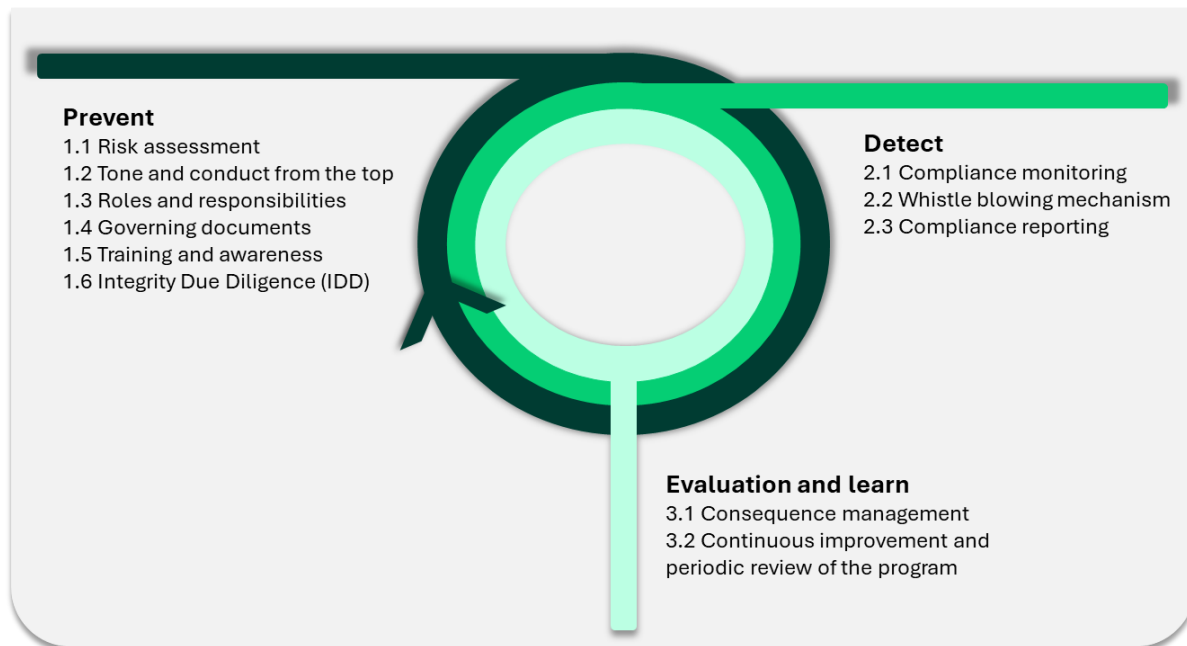 Prevent
1.1 Risk assessment
1.2 Tone and conduct from the top
1.3 Roles and responsibilities
1.4 Governing documents
1.5 Training and awareness
1.6 Integrity Due Diligence (IDD)
Detect
2.1 Compliance monitoring
2.2 Whistle blowing mechanism
2.3 Compliance reporting
Evaluation and learn
3.1 Consequence management
3.2 Continuous improvement and
periodic review of the program